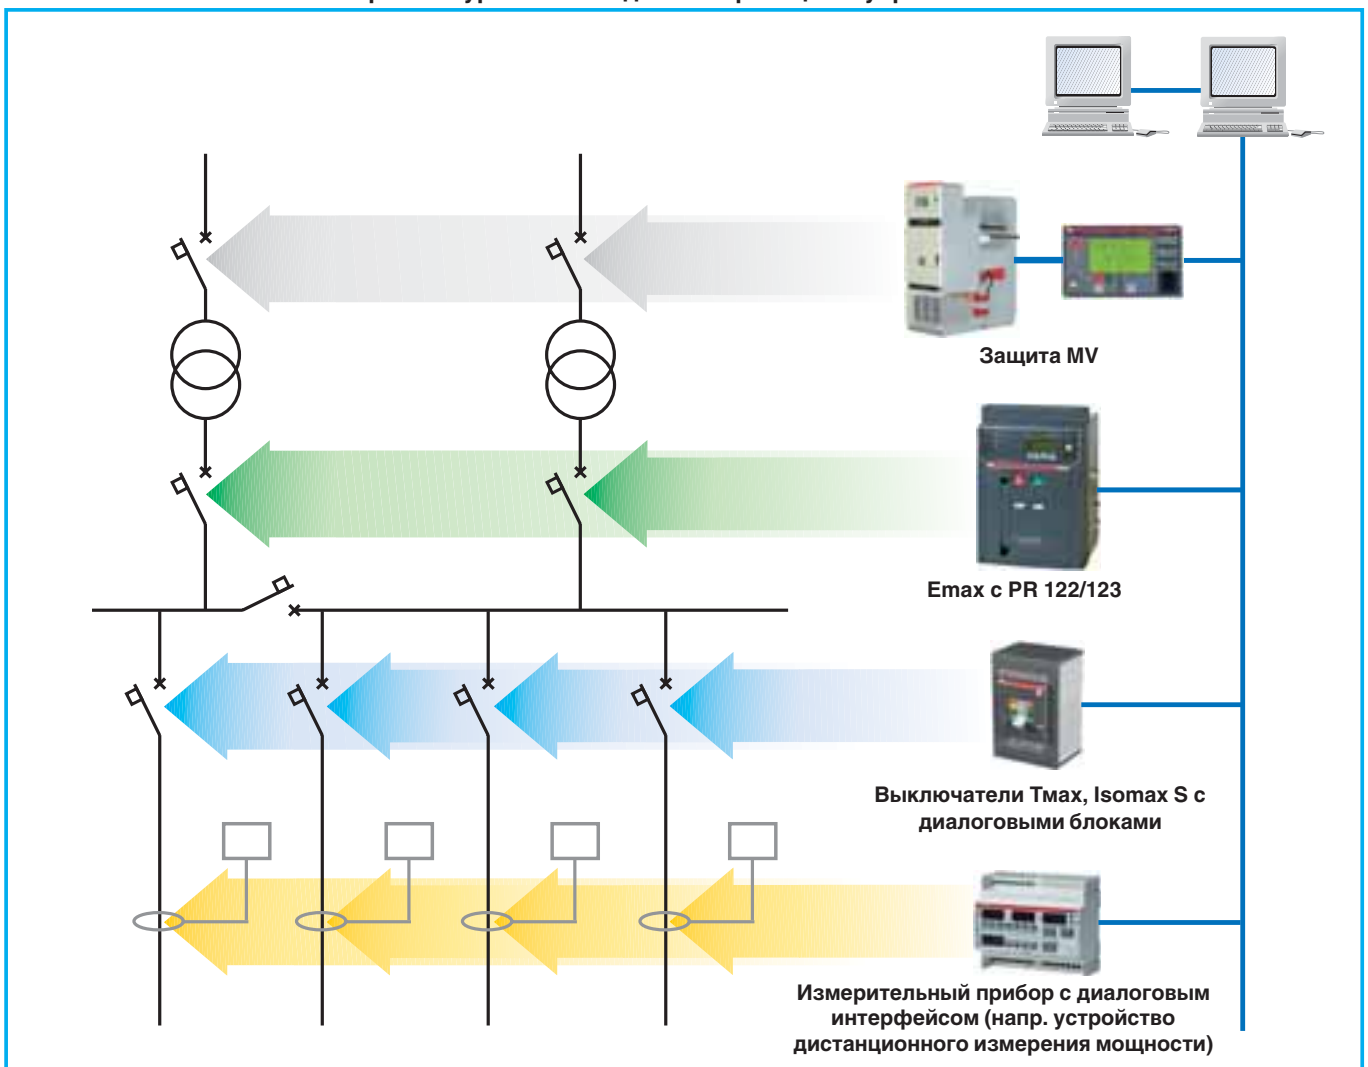 Защита MV
Emax с PR 122/123
Выключатели Тмах, Isomax S с
диалоговыми блоками
Измерительный прибор с диалоговым
интерфейсом (напр. устройство
дистанционного измерения мощности)